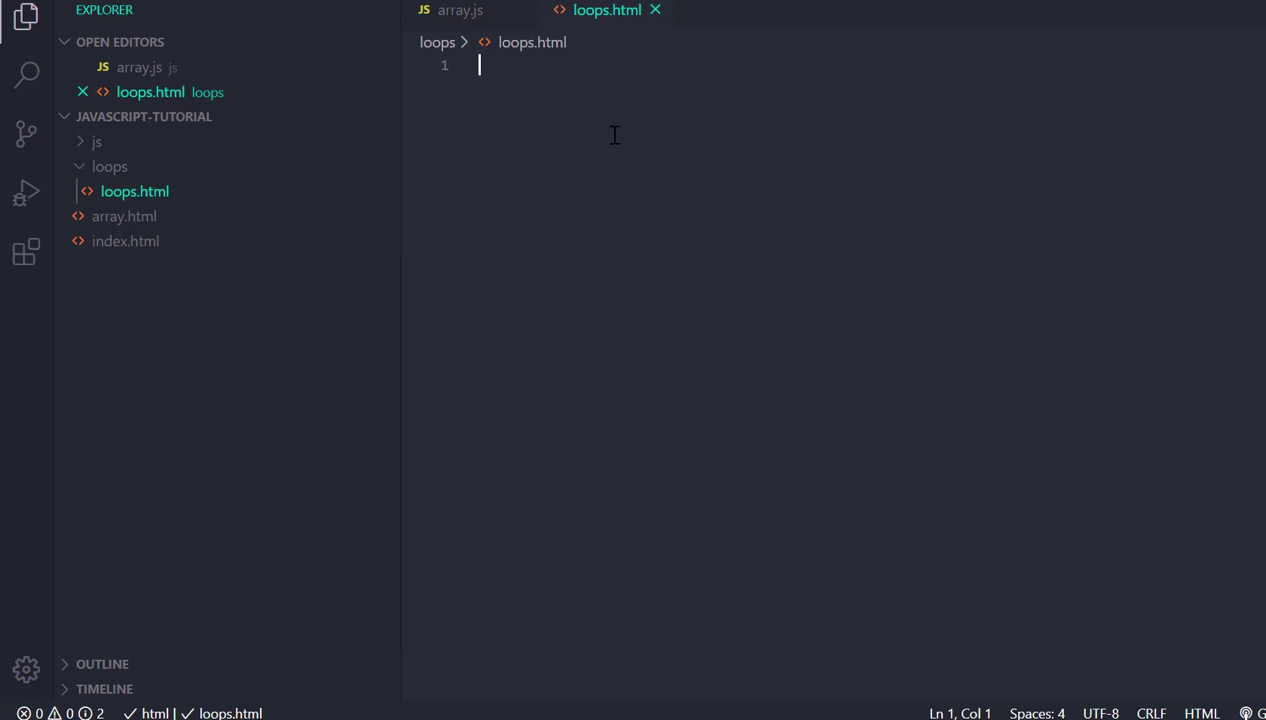 EXPLORER
OPEN EDITORS
JS array.js js
loops.html loops
JAVASCRIPT-TUTORIAL
js
loops
loops.html
array.html
index.html
OUTLINE
TIMELINE
JS array.js
loops.html
loops > loops.html
1
0 0 2 html | loops.html
Ln 1, Col 1 Spaces: 4 UTF-8 CRLF HTML G